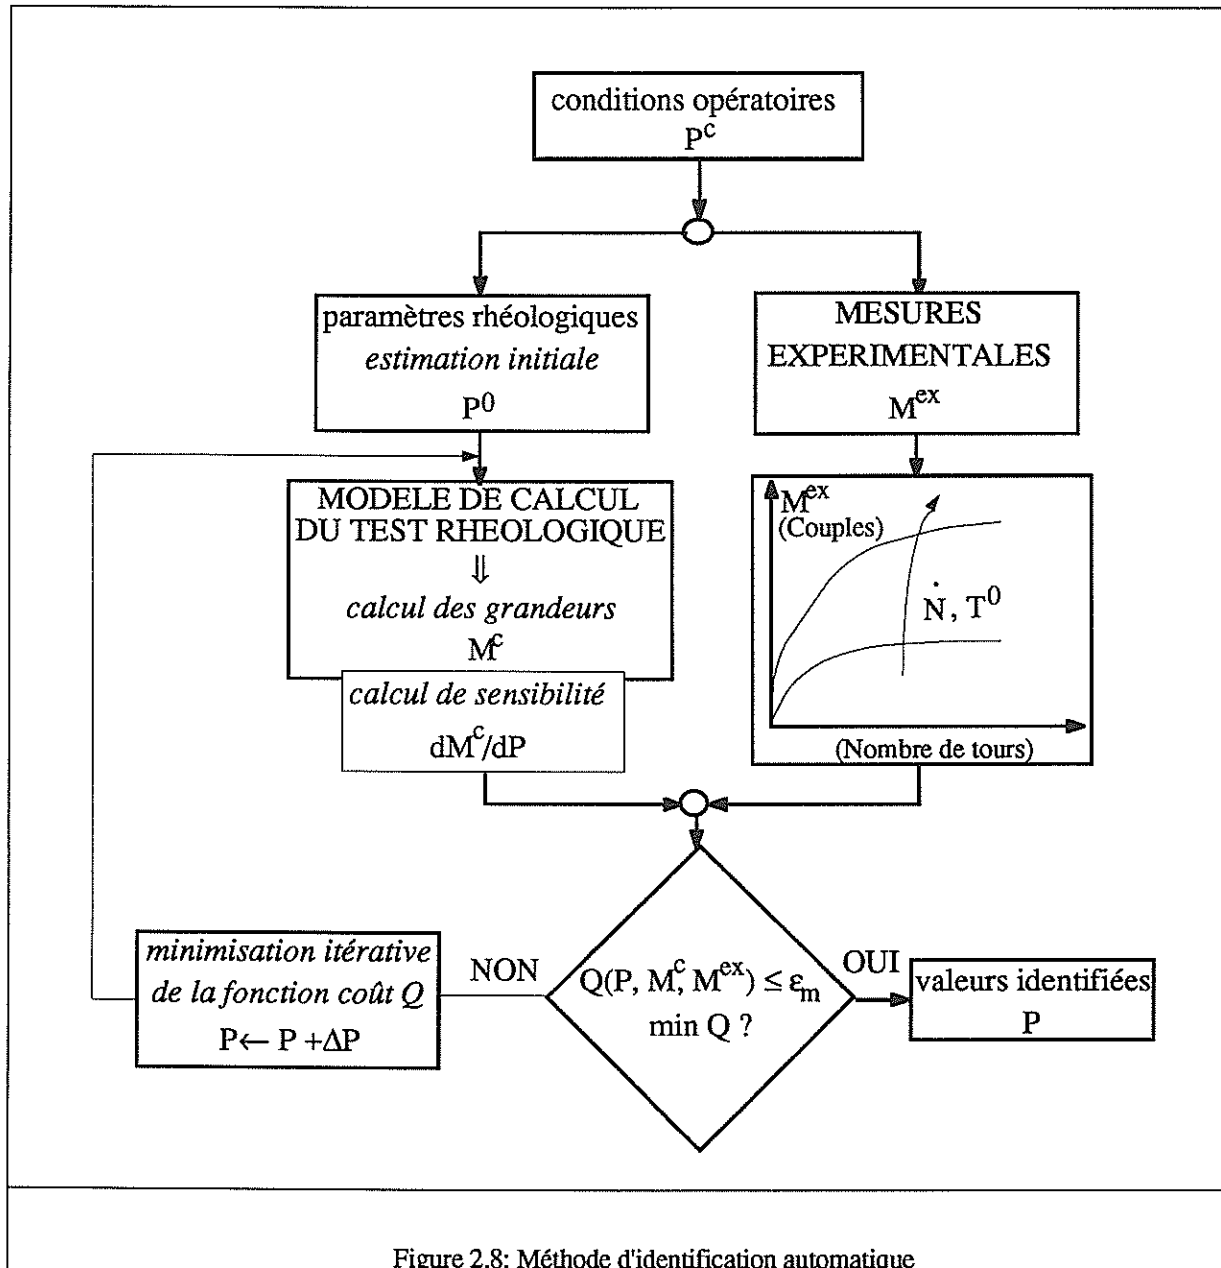 conditions opératoires
P^c
paramètres rhéologiques
estimation initiale
P^0
MESURES
EXPERIMENTALES
M^ex
MODELE DE CALCUL
DU TEST RHEOLOGIQUE
⇓
calcul des grandeurs
M^c
calcul de sensibilité
dM^c/dP
M^ex
(Couples)
Ṅ, T^0
(Nombre de tours)
minimisation itérative
de la fonction coût Q
P← P +ΔP
NON
Q(P, M^c, M^ex) ≤ ε_m
min Q ?
OUI
valeurs identifiées
P
Figure 2.8: Méthode d'identification automatique